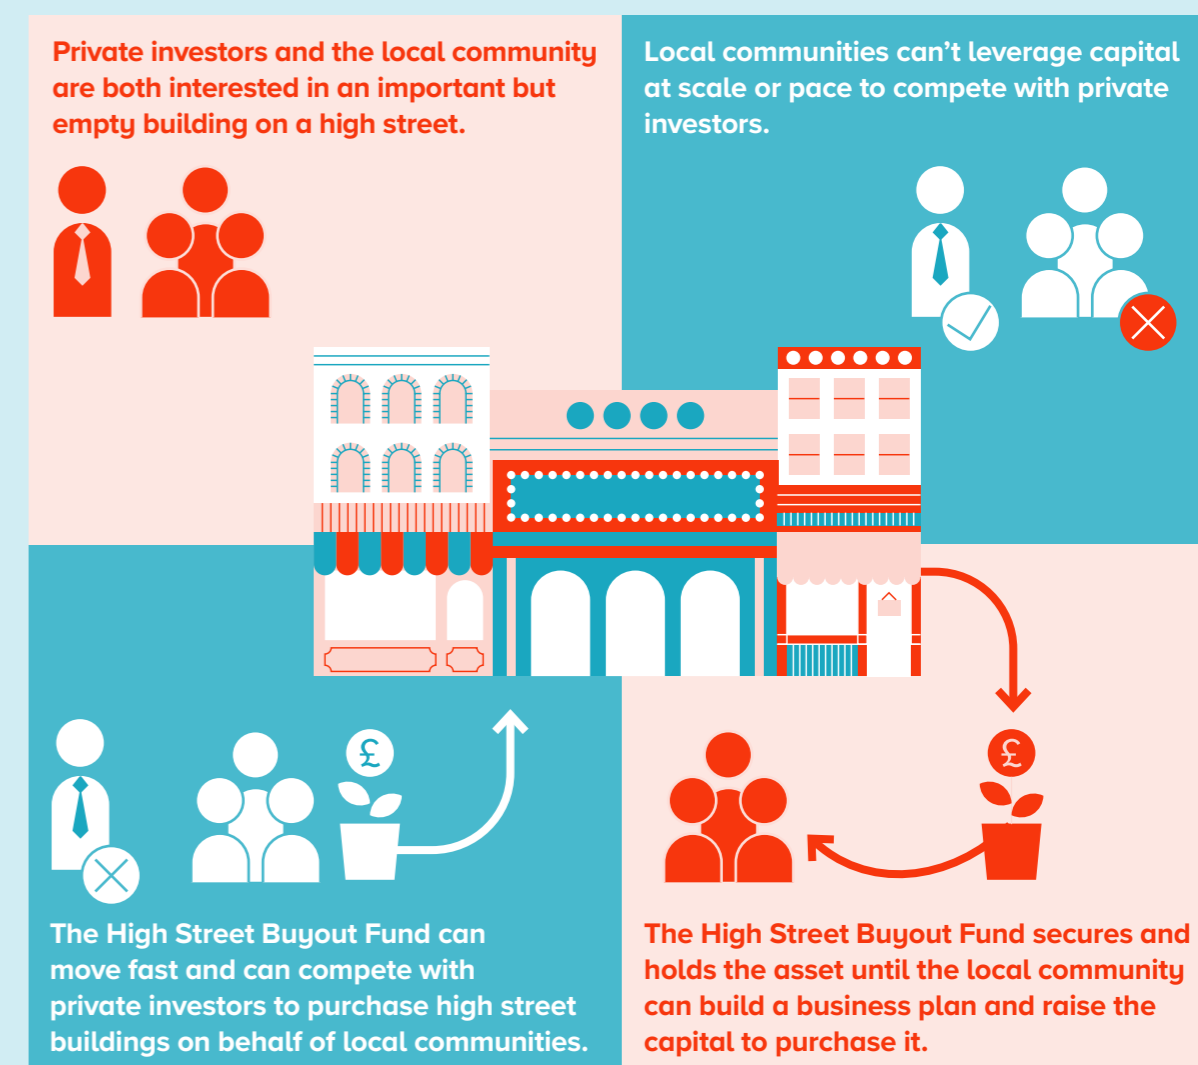 Private investors and the local community
are both interested in an important but
empty building on a high street.
Local communities can’t leverage capital
at scale or pace to compete with private
investors.
£
The High Street Buyout Fund can
move fast and can compete with
private investors to purchase high street
buildings on behalf of local communities.
£
The High Street Buyout Fund secures and
holds the asset until the local community
can build a business plan and raise the
capital to purchase it.